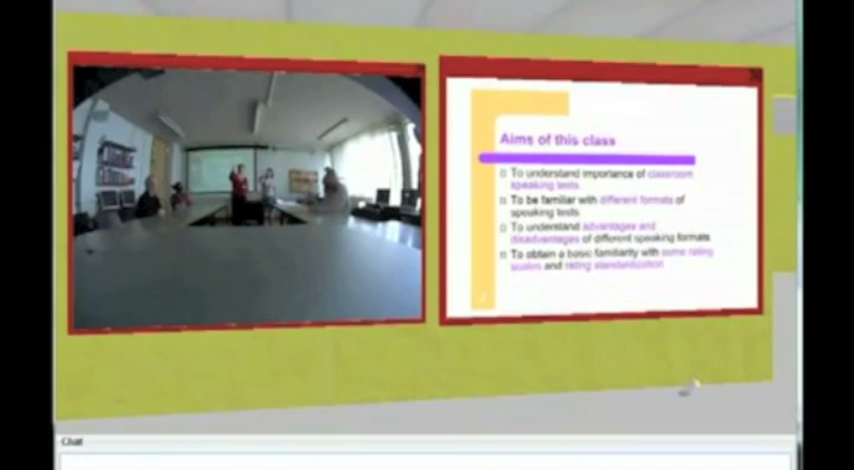 Aims of this class
To understand importance of classroom
speaking tests
To be familiar with different formats of
speaking tests
To understand advantages and
disadvantages of different speaking formats
To obtain a basic familiarity with some rating
scales and rating standardization
Chat